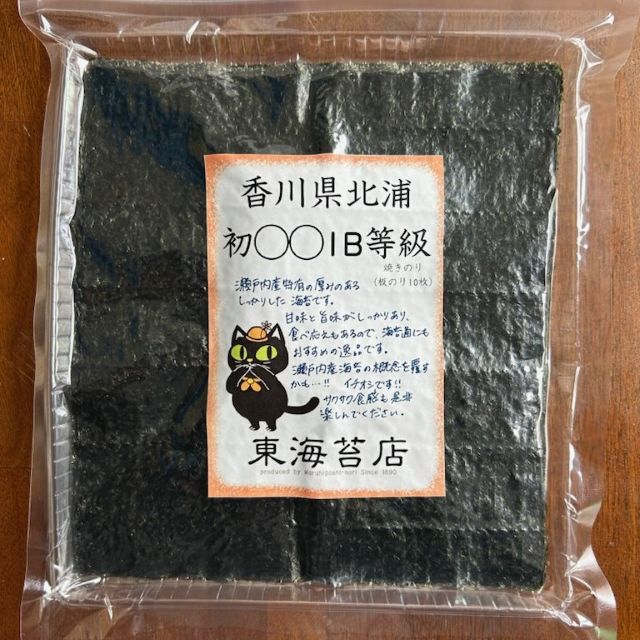 香川県北浦
初◯◯1B等級
焼きのり
(板のり10枚)
瀬戸内産特有の厚みのある
しっかりした海苔です。
甘味と旨味がしっかりあり、
食べ応えもあるので、海苔通にも
おすすめの逸品です。
瀬戸内産海苔の概念を覆す
かも…!! イチオシです!!
サクサク食感も是非
楽しんでください。
東海苔店
produced by Maruhigashi-nori Since 1890